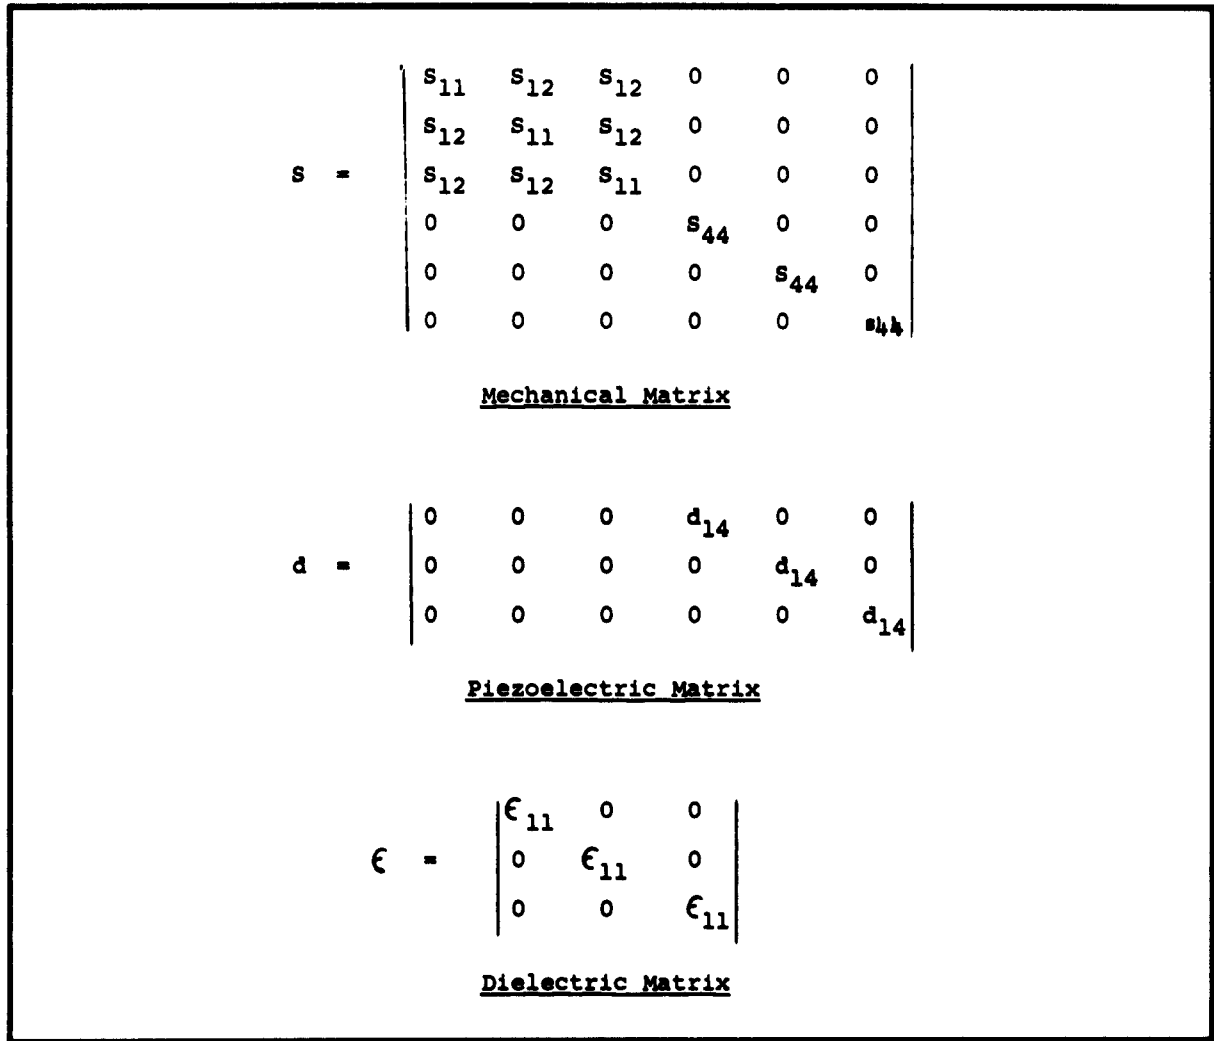 s11 s12 s12 0 0 0
s12 s11 s12 0 0 0
s = s12 s12 s11 0 0 0
0 0 0 s44 0 0
0 0 0 0 s44 0
0 0 0 0 0 s44
Mechanical Matrix
0 0 0 d14 0 0
d = 0 0 0 0 d14 0
0 0 0 0 0 d14
Piezoelectric Matrix
ϵ11 0 0
ϵ = 0 ϵ11 0
0 0 ϵ11
Dielectric Matrix